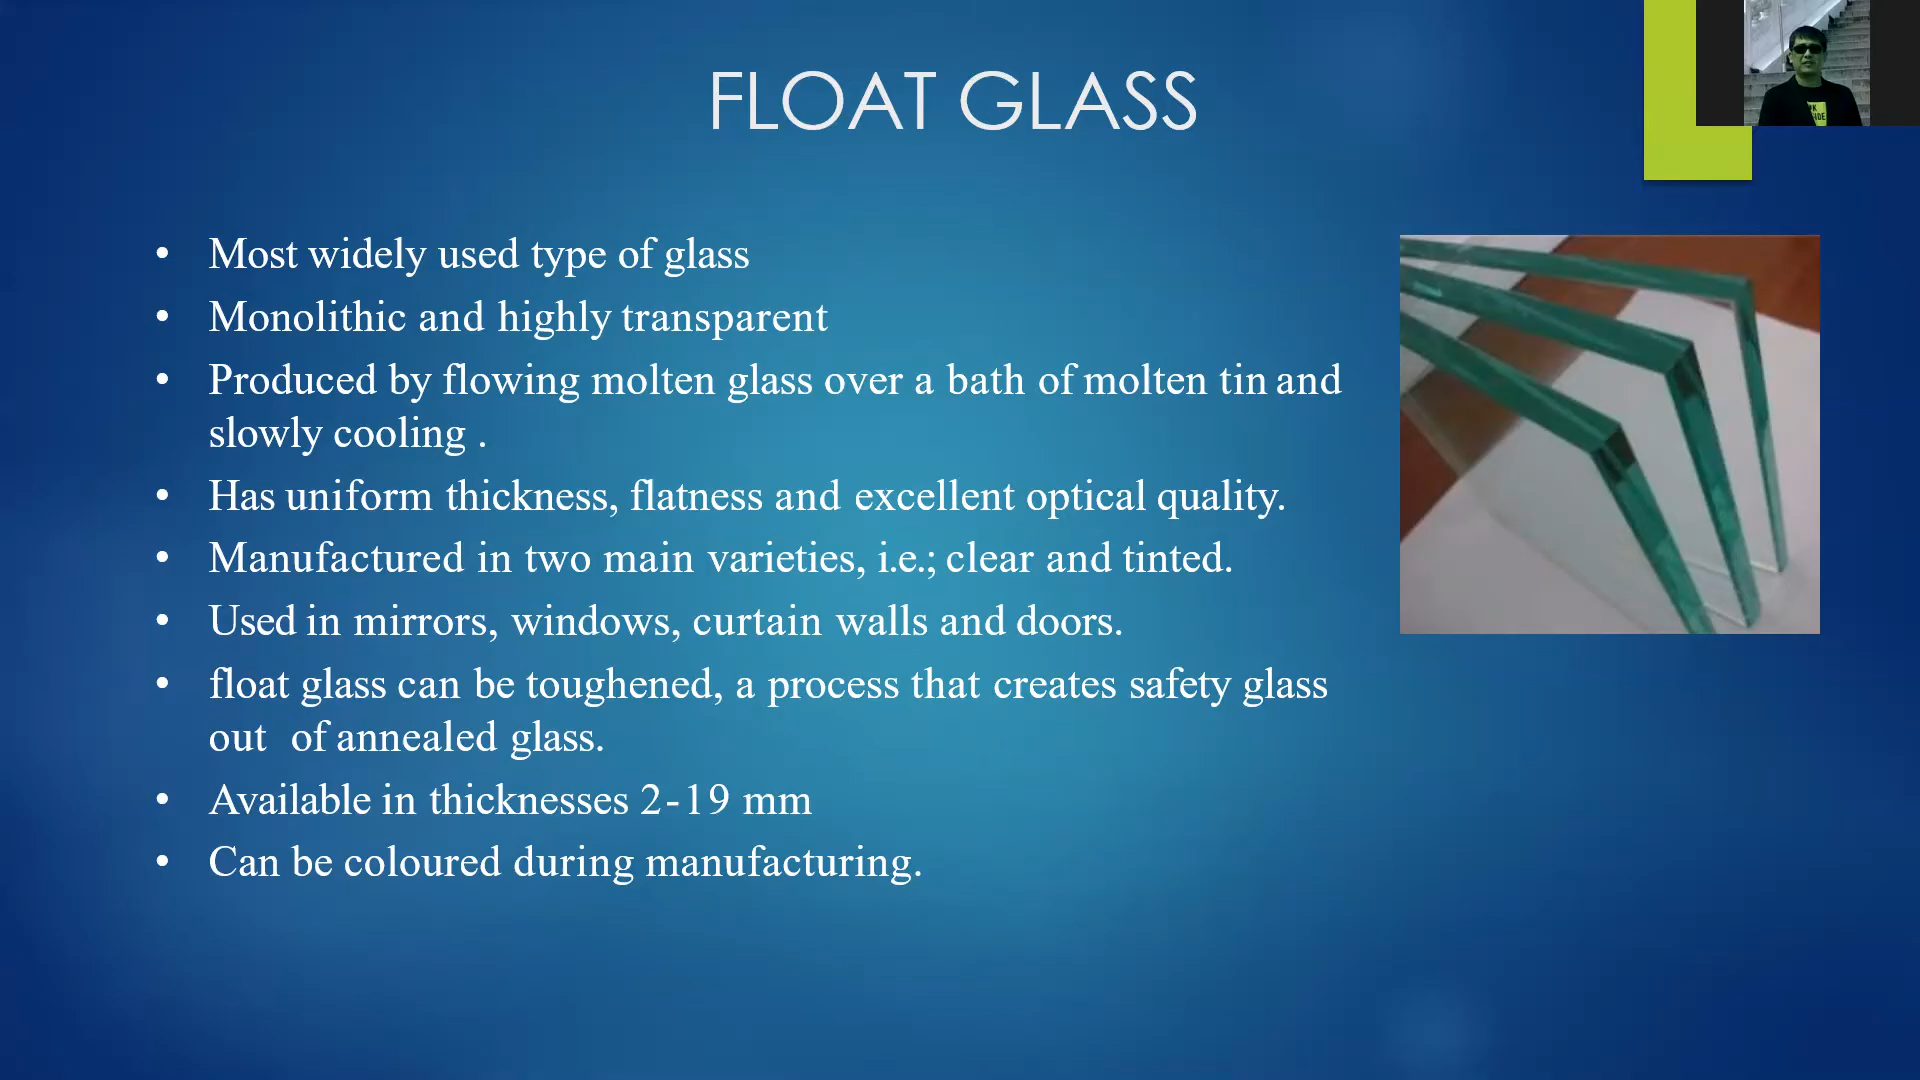 FLOAT GLASS
• Most widely used type of glass
• Monolithic and highly transparent
• Produced by flowing molten glass over a bath of molten tin and
slowly cooling .
• Has uniform thickness, flatness and excellent optical quality.
• Manufactured in two main varieties, i.e.; clear and tinted.
• Used in mirrors, windows, curtain walls and doors.
• float glass can be toughened, a process that creates safety glass
out of annealed glass.
• Available in thicknesses 2-19 mm
• Can be coloured during manufacturing.